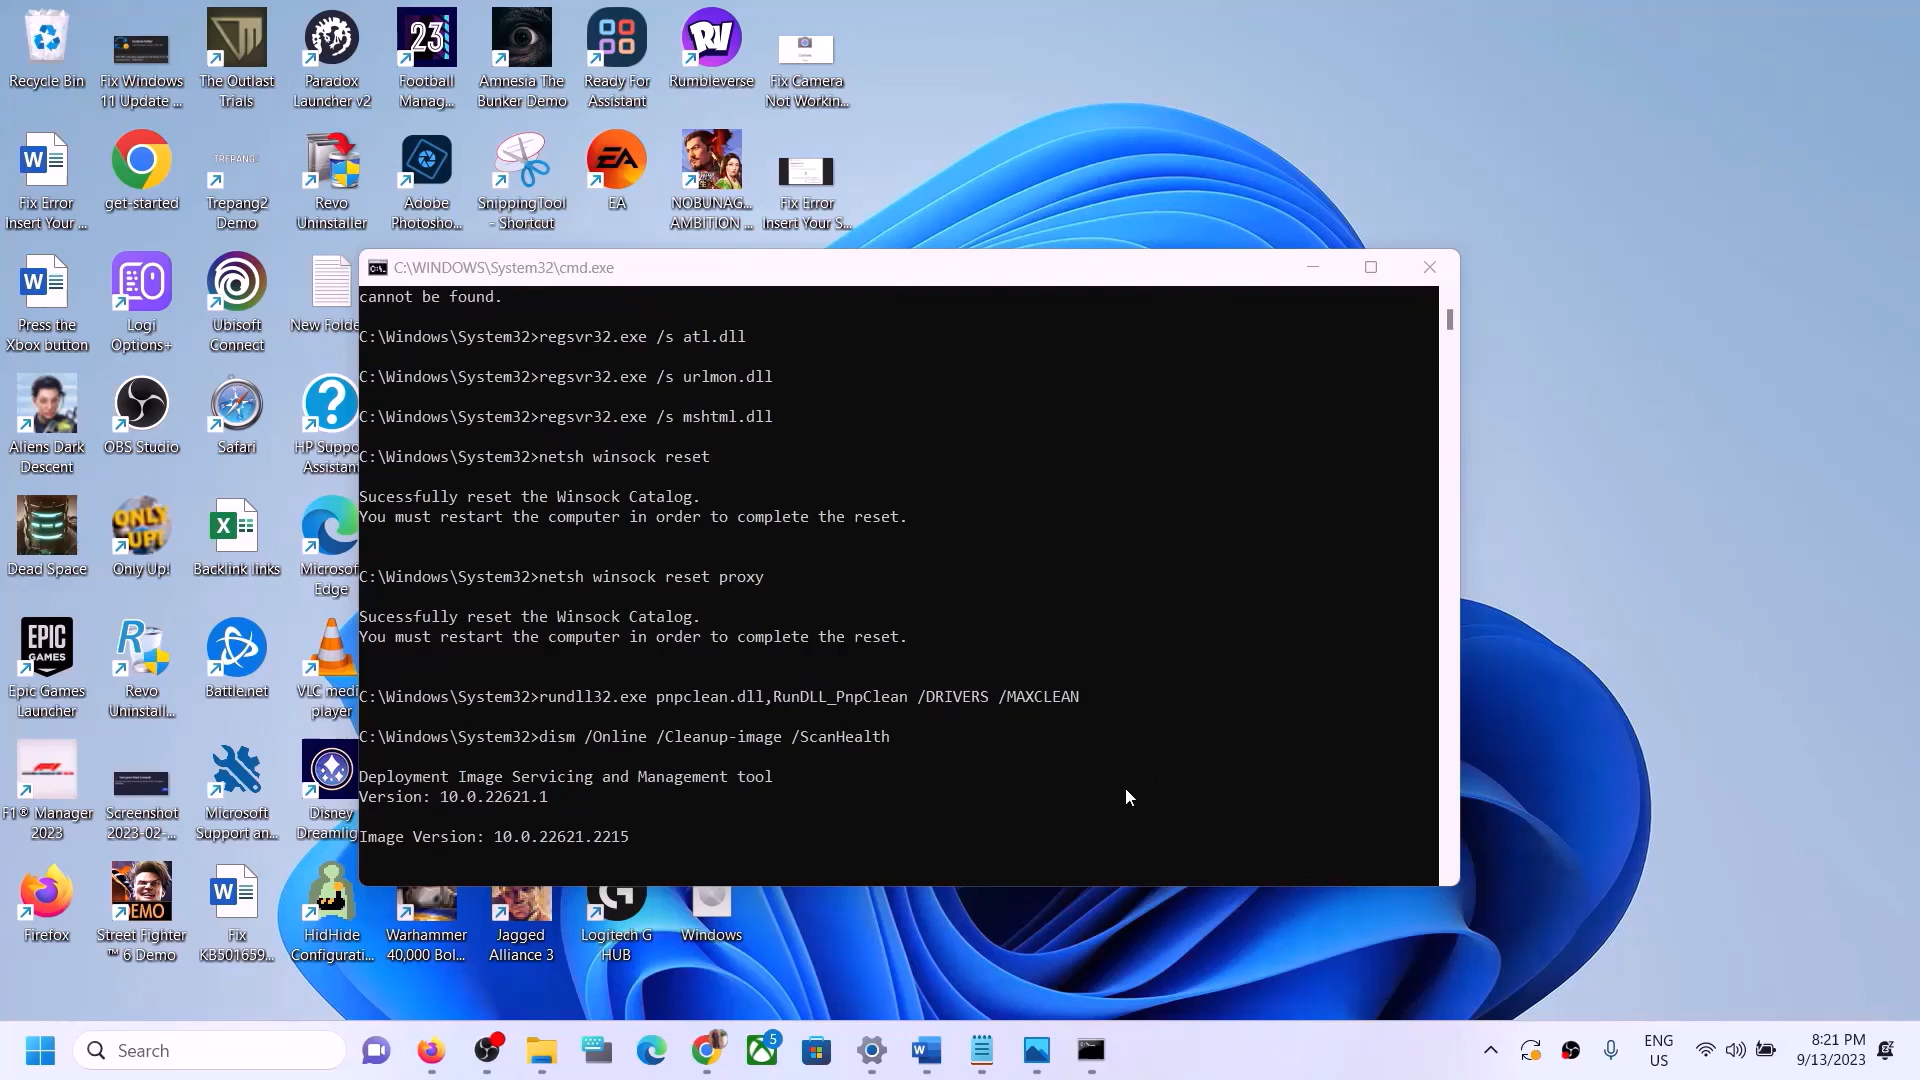 Recycle Bin
Fix Windows
11 Update ...
The Outlast
Trials
Paradox
Launcher v2
23
Football
Manag...
Amnesia The
Bunker Demo
Ready For
Assistant
RV
Rumbleverse
Fix Camera
Not Workin...
W
Fix Error
Insert Your ...
get-started
TREPANG²
Trepang2
Demo
Revo
Uninstaller
Adobe
Photosho...
SnippingTool
- Shortcut
EA
EA
NOBUNAG...
AMBITION ...
Fix Error
Insert Your S...
W
Press the
Xbox button
Logi
Options+
Ubisoft
Connect
New Folde
Aliens Dark
Descent
OBS Studio
Safari
?
HP Suppo
Assistan
Dead Space
ONLY
UP!
Only Up!
X
Backlink links
Microsof
Edge
EPIC
GAMES
Epic Games
Launcher
R
Revo
Uninstall...
Battle.net
VLC medi
player
F1® Manager
2023
Screenshot
2023-02-...
Microsoft
Support an...
Disney
Dreamlig
Firefox
DEMO
Street Fighter
™ 6 Demo
W
Fix
KB501659...
HidHide
Configurati...
Warhammer
40,000 Bol...
Jagged
Alliance 3
G
Logitech G
HUB
Windows
C:\WINDOWS\System32\cmd.exe
cannot be found.
C:\Windows\System32>regsvr32.exe /s atl.dll
C:\Windows\System32>regsvr32.exe /s urlmon.dll
C:\Windows\System32>regsvr32.exe /s mshtml.dll
C:\Windows\System32>netsh winsock reset
Sucessfully reset the Winsock Catalog.
You must restart the computer in order to complete the reset.
C:\Windows\System32>netsh winsock reset proxy
Sucessfully reset the Winsock Catalog.
You must restart the computer in order to complete the reset.
C:\Windows\System32>rundll32.exe pnpclean.dll,RunDLL_PnpClean /DRIVERS /MAXCLEAN
C:\Windows\System32>dism /Online /Cleanup-image /ScanHealth
Deployment Image Servicing and Management tool
Version: 10.0.22621.1
Image Version: 10.0.22621.2215
Search
5
W
ENG
US
8:21 PM
9/13/2023